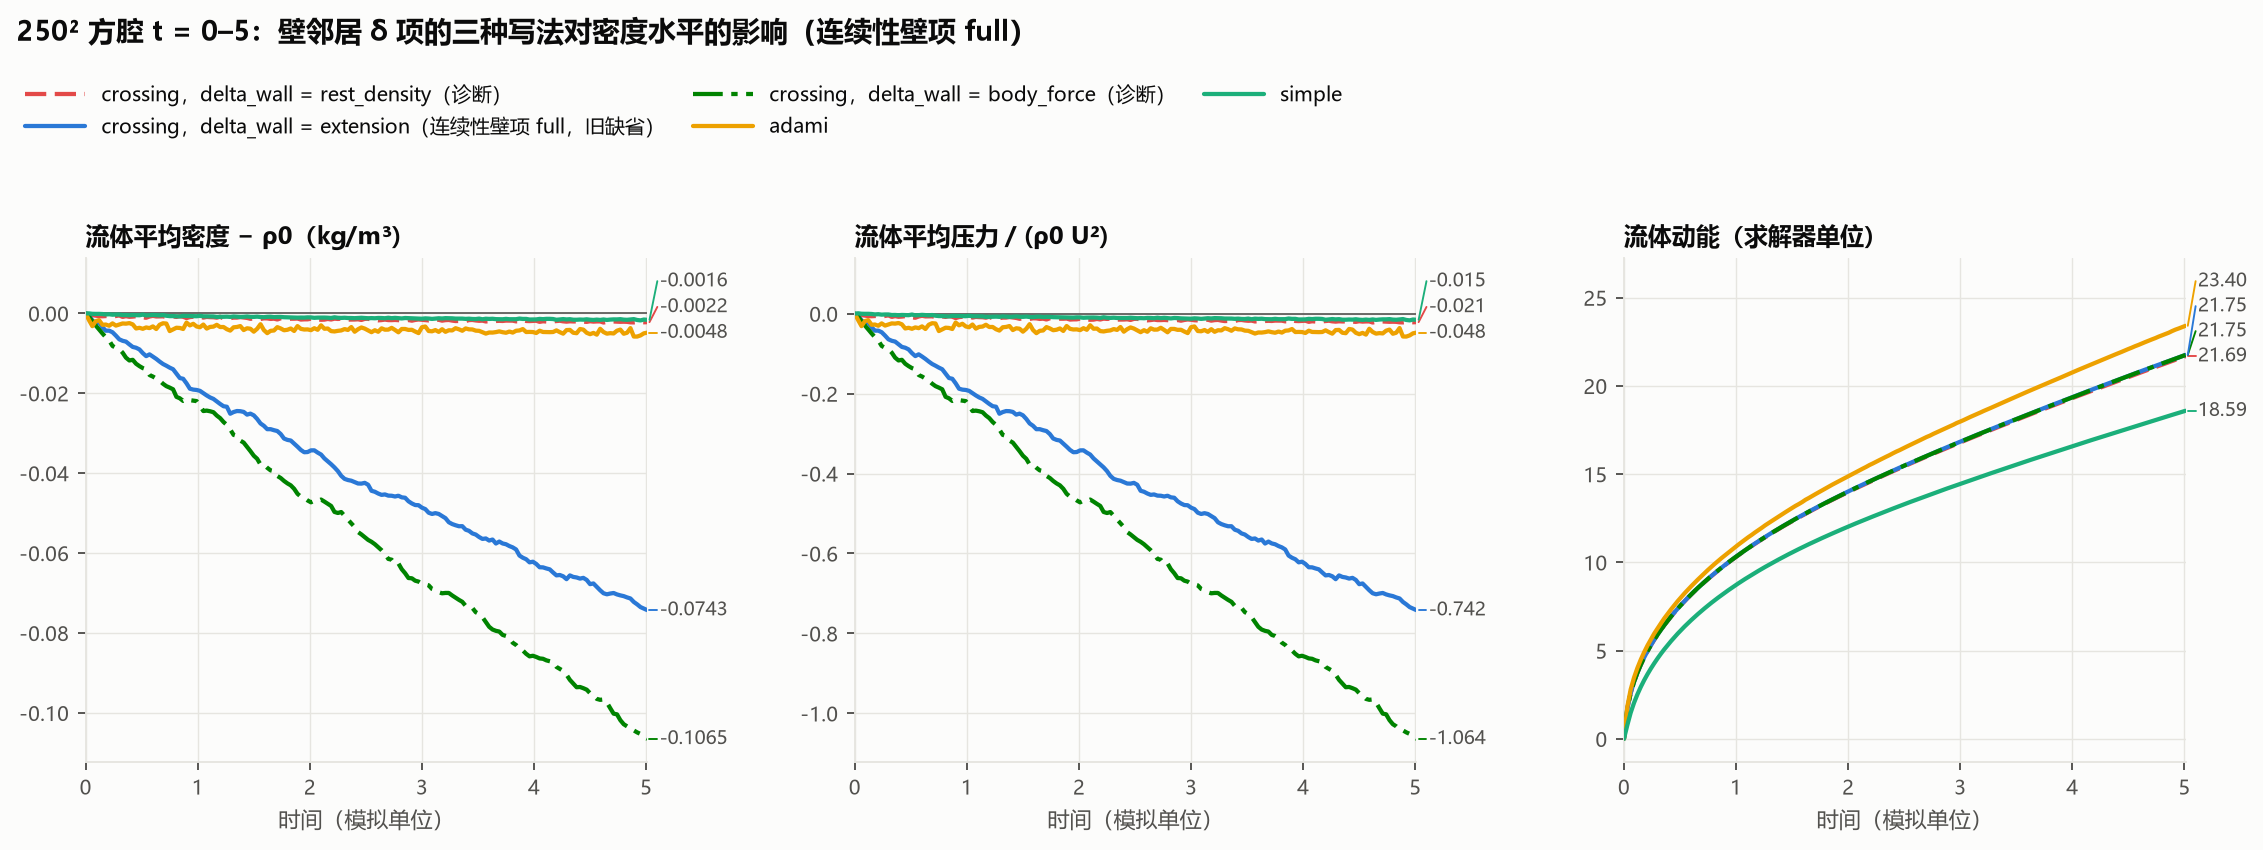 250² 方腔 t = 0–5：壁邻居 δ 项的三种写法对密度水平的影响（连续性壁项 full）
crossing，delta_wall = rest_density（诊断）
crossing，delta_wall = body_force（诊断）
simple
crossing，delta_wall = extension（连续性壁项 full，旧缺省）
adami
流体平均密度 − ρ0（kg/m³）
0.00
-0.02
-0.04
-0.06
-0.08
-0.10
-0.0016
-0.0022
-0.0048
-0.0743
-0.1065
0 1 2 3 4 5
时间（模拟单位）
流体平均压力 / (ρ0 U²)
0.0
-0.2
-0.4
-0.6
-0.8
-1.0
-0.015
-0.021
-0.048
-0.742
-1.064
0 1 2 3 4 5
时间（模拟单位）
流体动能（求解器单位）
25
20
15
10
5
0
23.40
21.75
21.75
21.69
18.59
0 1 2 3 4 5
时间（模拟单位）